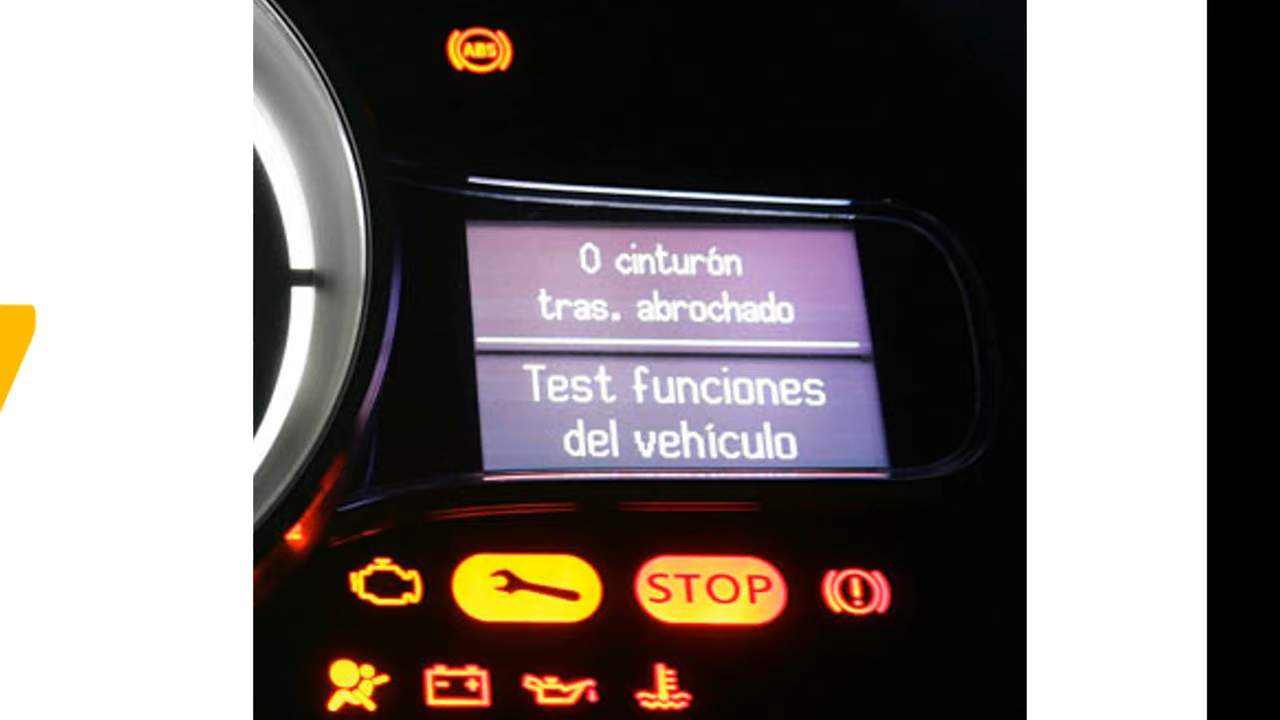 ABS
0 cinturón
tras. abrochado
Test funciones
del vehículo
STOP